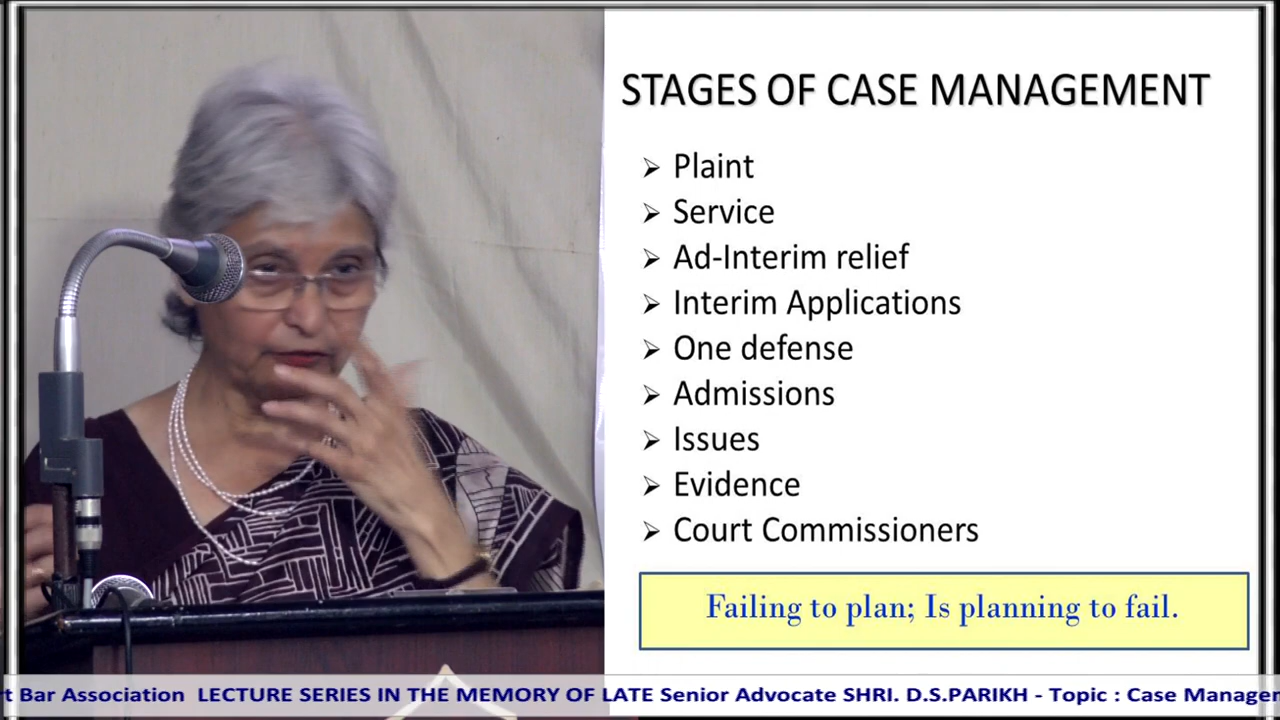 STAGES OF CASE MANAGEMENT
Plaint
Service
Ad-Interim relief
Interim Applications
One defense
Admissions
Issues
Evidence
Court Commissioners
Failing to plan; Is planning to fail.
Bar Association LECTURE SERIES IN THE MEMORY OF LATE Senior Advocate SHRI. D.S.PARIKH - Topic : Case